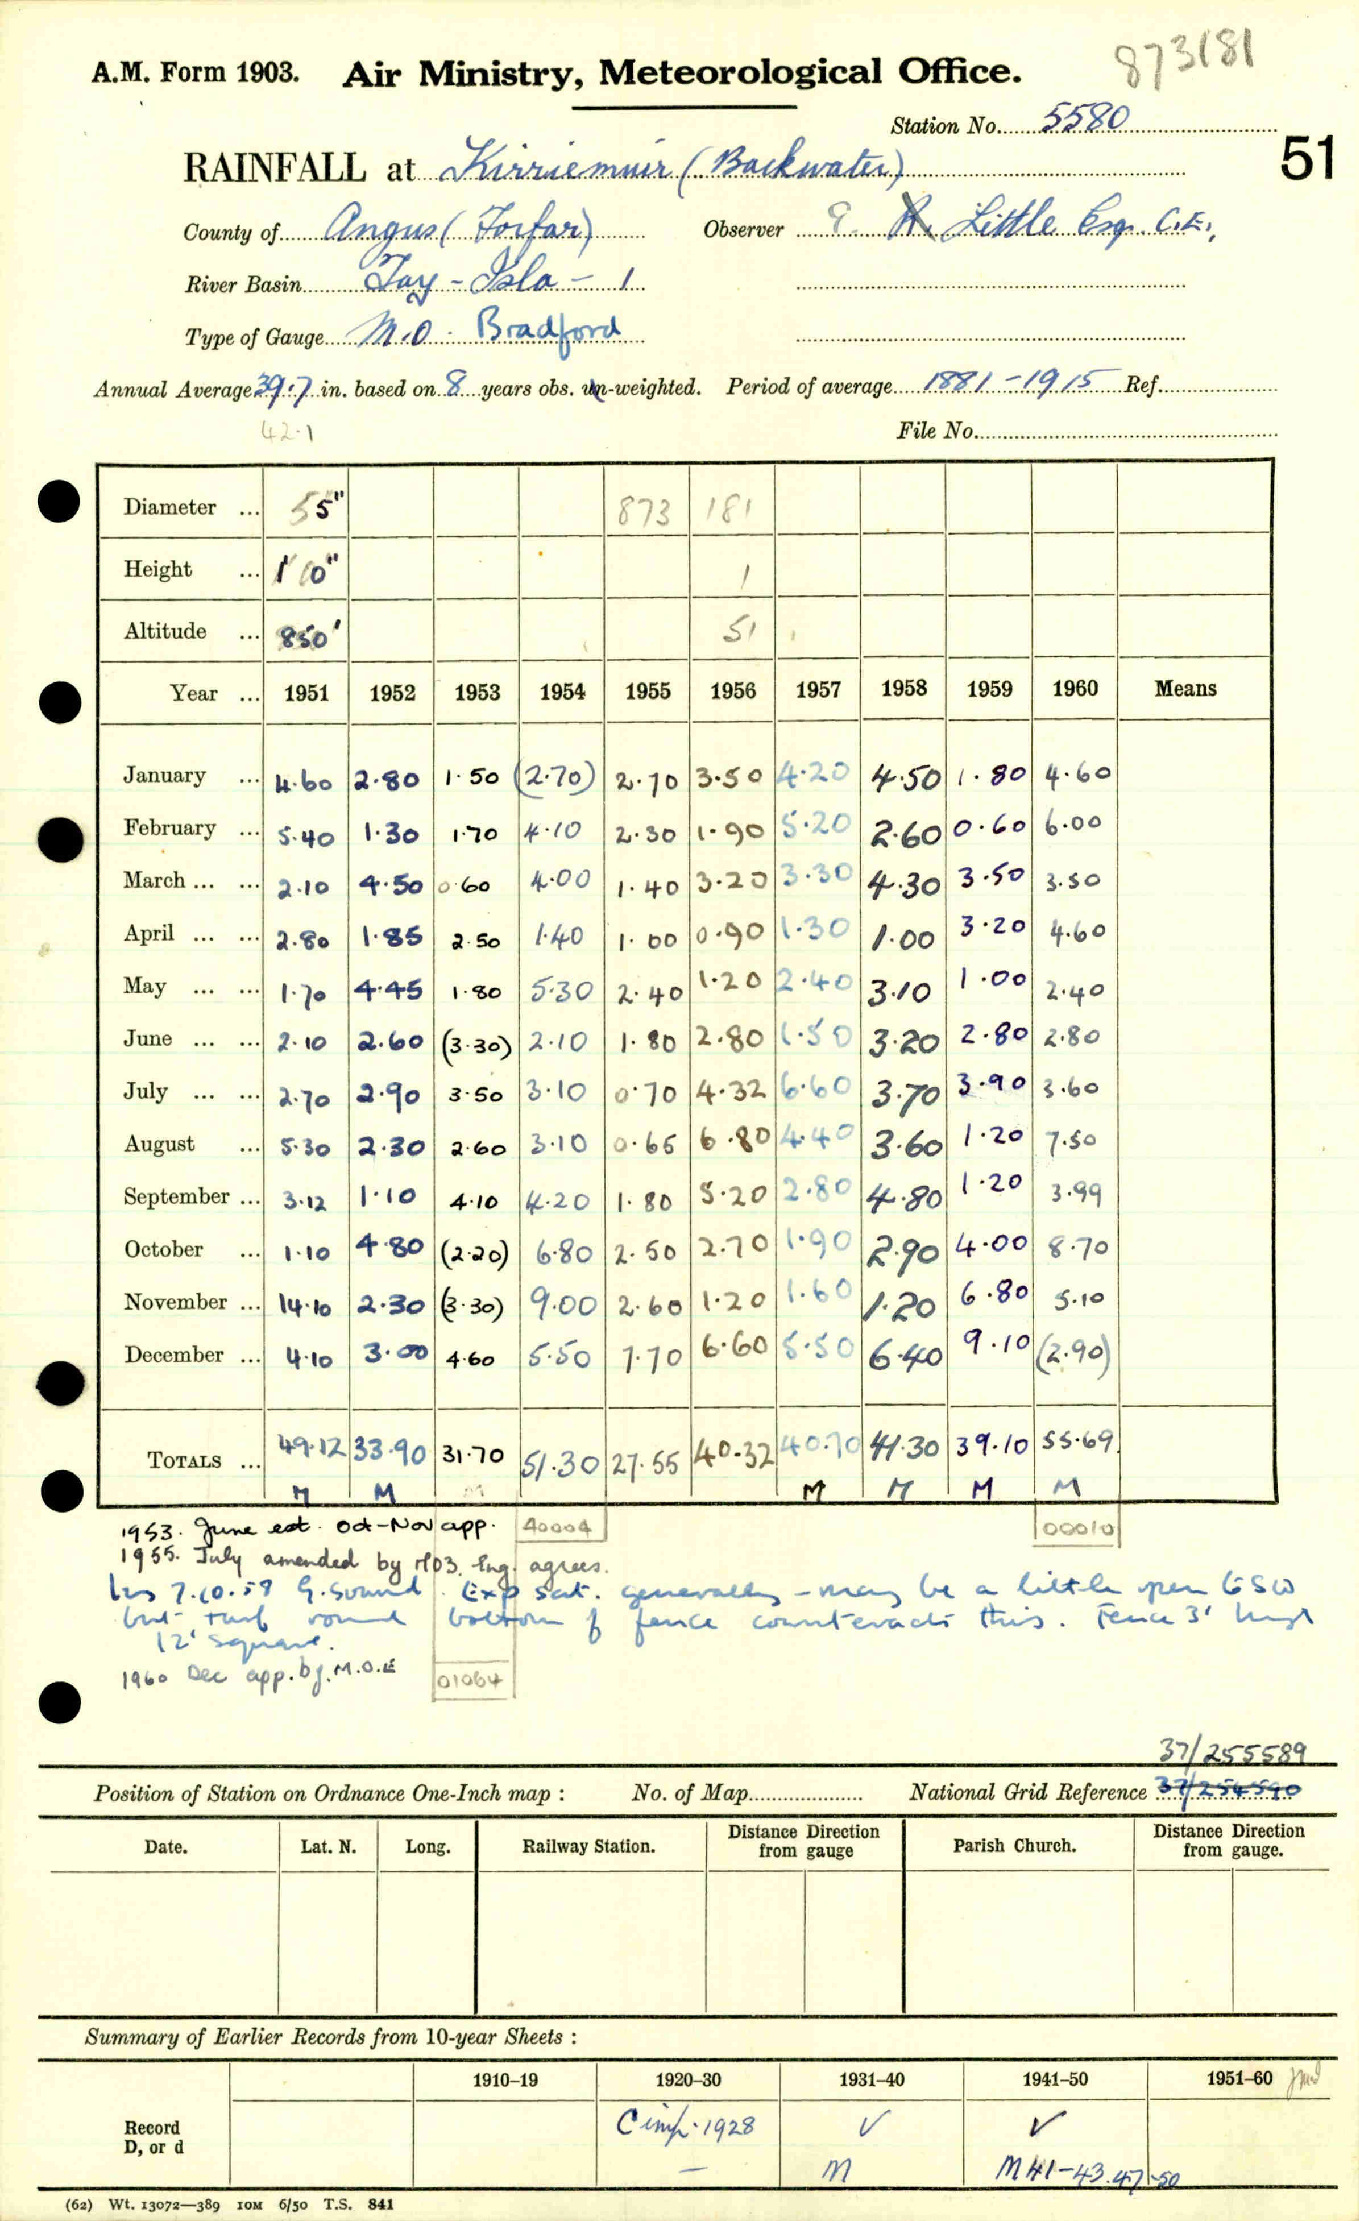 873181
A.M. Form 1903. Air Ministry, Meteorological Office.
Station No. 5580
51
RAINFALL at Kirriemuir (Backwater)
County of Angus (Forfar) Observer R. Little Esq. C.E.,
River Basin Tay - Isla - 1
Type of Gauge M.O. Bradford
Annual Average 39.7 in. based on 8 years obs. un-weighted. Period of average 1881-1915 Ref.
42.1
File No.
Diameter ... 5" 873 181
Height ... 1' 0" 1
Altitude ... 850' 51
Year ... 1951 1952 1953 1954 1955 1956 1957 1958 1959 1960 Means
January ... 4.60 2.80 1.50 (2.70) 2.70 3.50 4.20 4.50 1.80 4.60
February ... 5.40 1.30 1.70 4.10 2.30 1.90 5.20 2.60 0.60 6.00
March ... ... 2.10 4.50 0.60 4.00 1.40 3.20 3.30 4.30 3.50 3.50
April ... ... 2.80 1.85 2.50 1.40 1.00 0.90 1.30 1.00 3.20 4.60
May ... ... 1.70 4.45 1.80 5.30 2.40 1.20 2.40 3.10 1.00 2.40
June ... ... 2.10 2.60 (3.30) 2.10 1.80 2.80 1.50 3.20 2.80 2.80
July ... ... 2.70 2.90 3.50 3.10 0.70 4.32 6.60 3.70 3.90 3.60
August ... 5.30 2.30 2.60 3.10 0.65 6.80 4.40 3.60 1.20 7.50
September ... 3.12 1.10 4.10 4.20 1.80 5.20 2.80 4.80 1.20 3.99
October ... 1.10 4.80 (2.20) 6.80 2.50 2.70 1.90 2.90 4.00 8.70
November ... 14.10 2.30 (3.30) 9.00 2.60 1.20 1.60 1.20 6.80 5.10
December ... 4.10 3.00 4.60 5.50 7.70 6.60 5.50 6.40 9.10 (2.90)
TOTALS ... 49.12 33.90 31.70 51.30 27.55 40.32 40.70 41.30 39.10 55.69
M M M M M M M
1953. June est. Oct-Nov app. 40004 00010
1955. July amended by MO3. Eng. agrees.
Ins 7.10.58 G. sound. Exp sat. generally - may be a little open to SW
but turf round bottom of fence counteracts this. Fence 3' high
12' square.
1960 Dec app. by. M.O.E 01064
37/255589
Position of Station on Ordnance One-Inch map : No. of Map National Grid Reference 37/254590
Date. Lat. N. Long. Railway Station. Distance from gauge Direction Parish Church. Distance from gauge. Direction
Summary of Earlier Records from 10-year Sheets :
1910–19 1920–30 1931–40 1941–50 1951–60
Record D, or d C imp. 1928 ✓ ✓
– M M41-43.47-50
(62) Wt. 13072—389 10M 6/50 T.S. 841